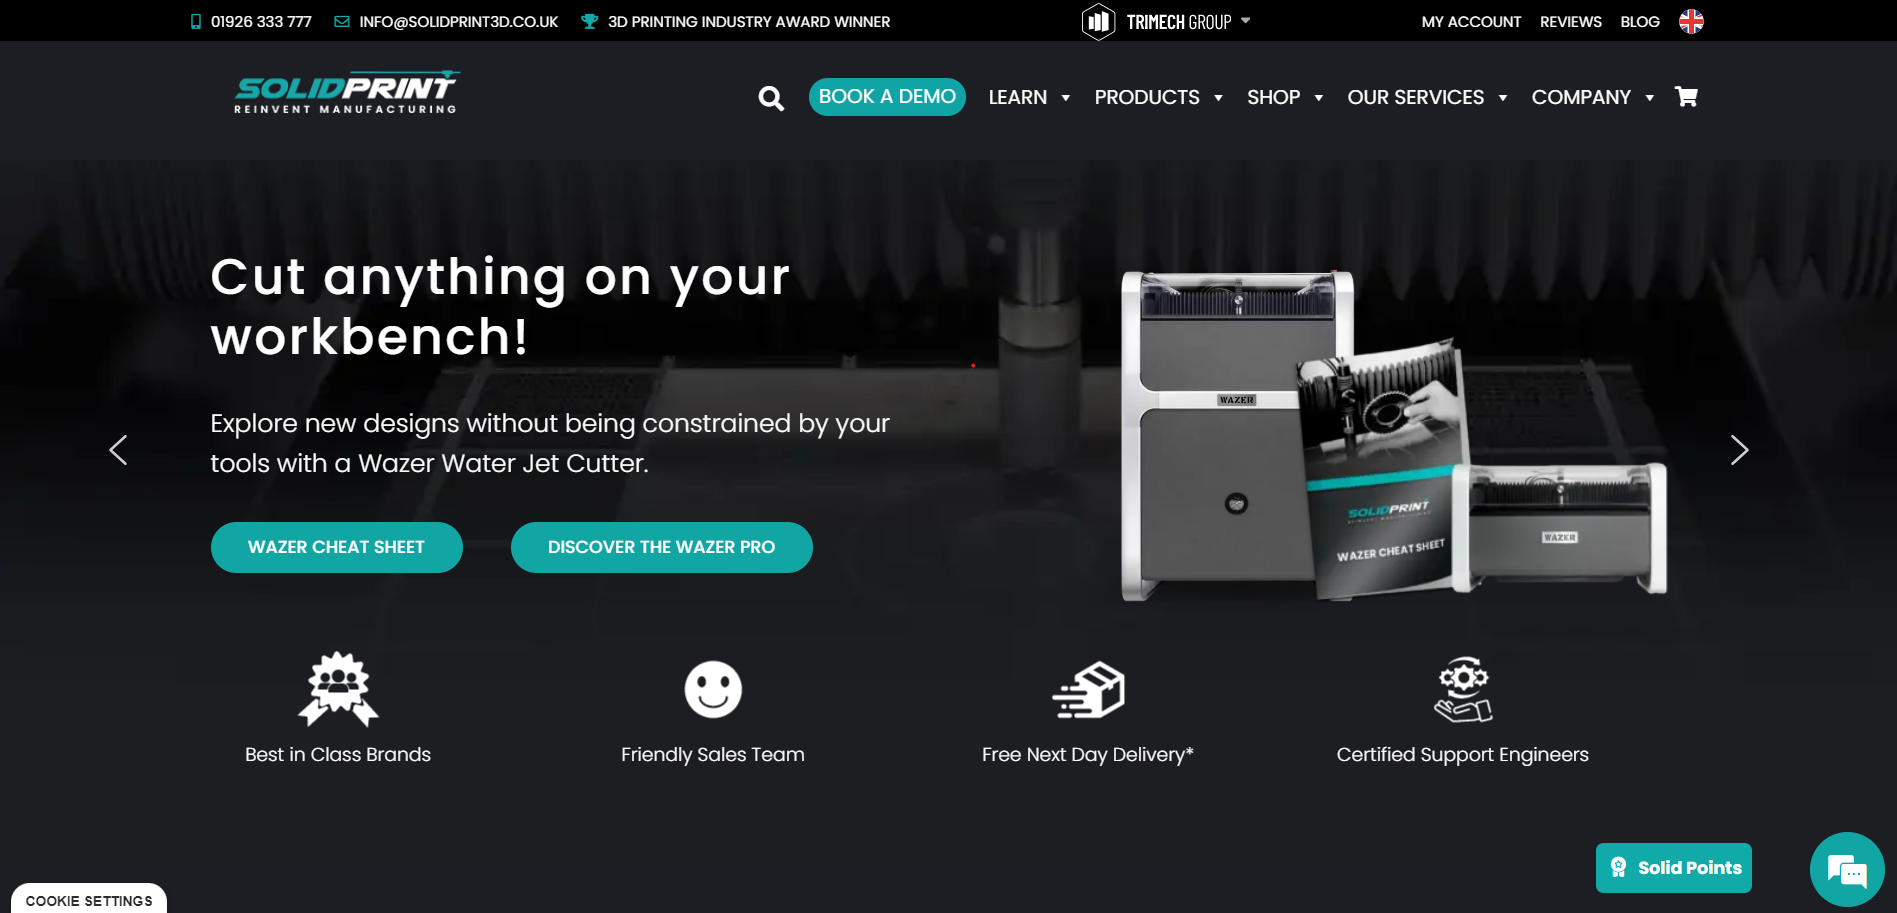 01926 333 777 INFO@SOLIDPRINT3D.CO.UK 3D PRINTING INDUSTRY AWARD WINNER TRIMECH GROUP MY ACCOUNT REVIEWS BLOG
SOLIDPRINT
REINVENT MANUFACTURING
BOOK A DEMO LEARN PRODUCTS SHOP OUR SERVICES COMPANY
Cut anything on your
workbench!
Explore new designs without being constrained by your
tools with a Wazer Water Jet Cutter.
WAZER CHEAT SHEET DISCOVER THE WAZER PRO
WAZER
SOLIDPRINT
REINVENT MANUFACTURING
WAZER CHEAT SHEET
WAZER
Best in Class Brands Friendly Sales Team Free Next Day Delivery* Certified Support Engineers
Solid Points
COOKIE SETTINGS